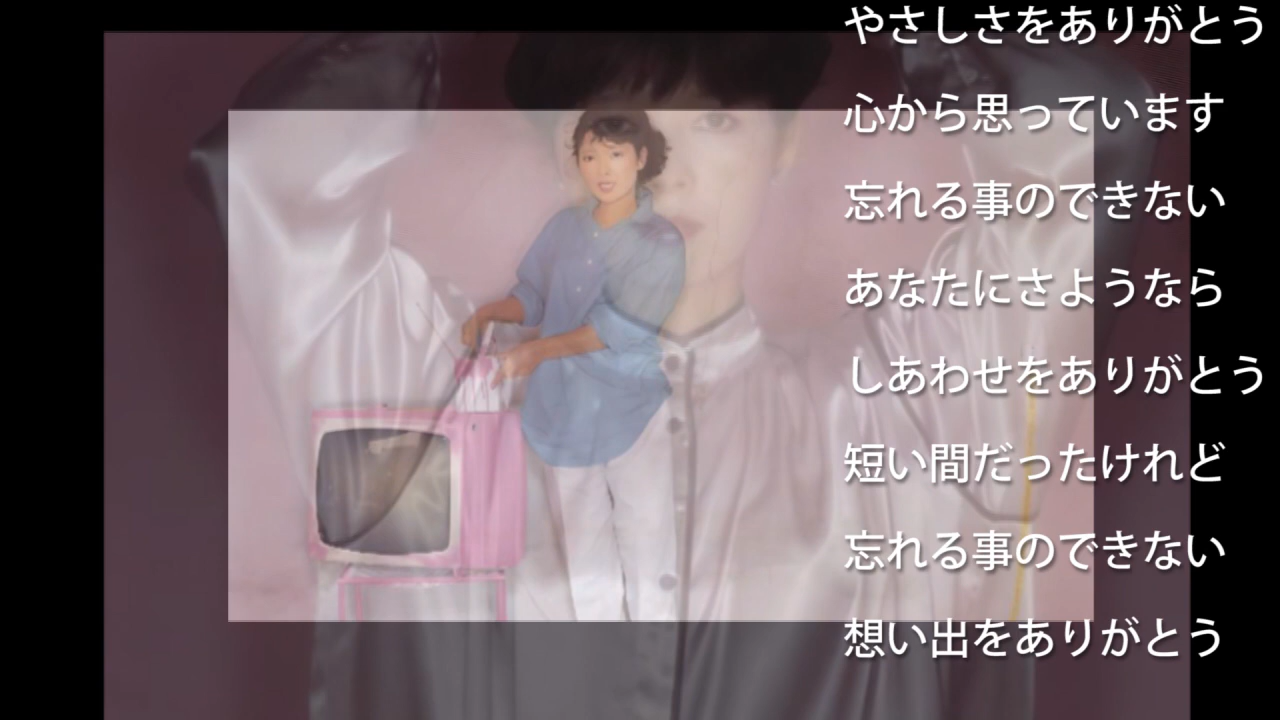 やさしさをありがとう
心から思っています
忘れる事のできない
あなたにさようなら
しあわせをありがとう
短い間だったけれど
忘れる事のできない
想い出をありがとう